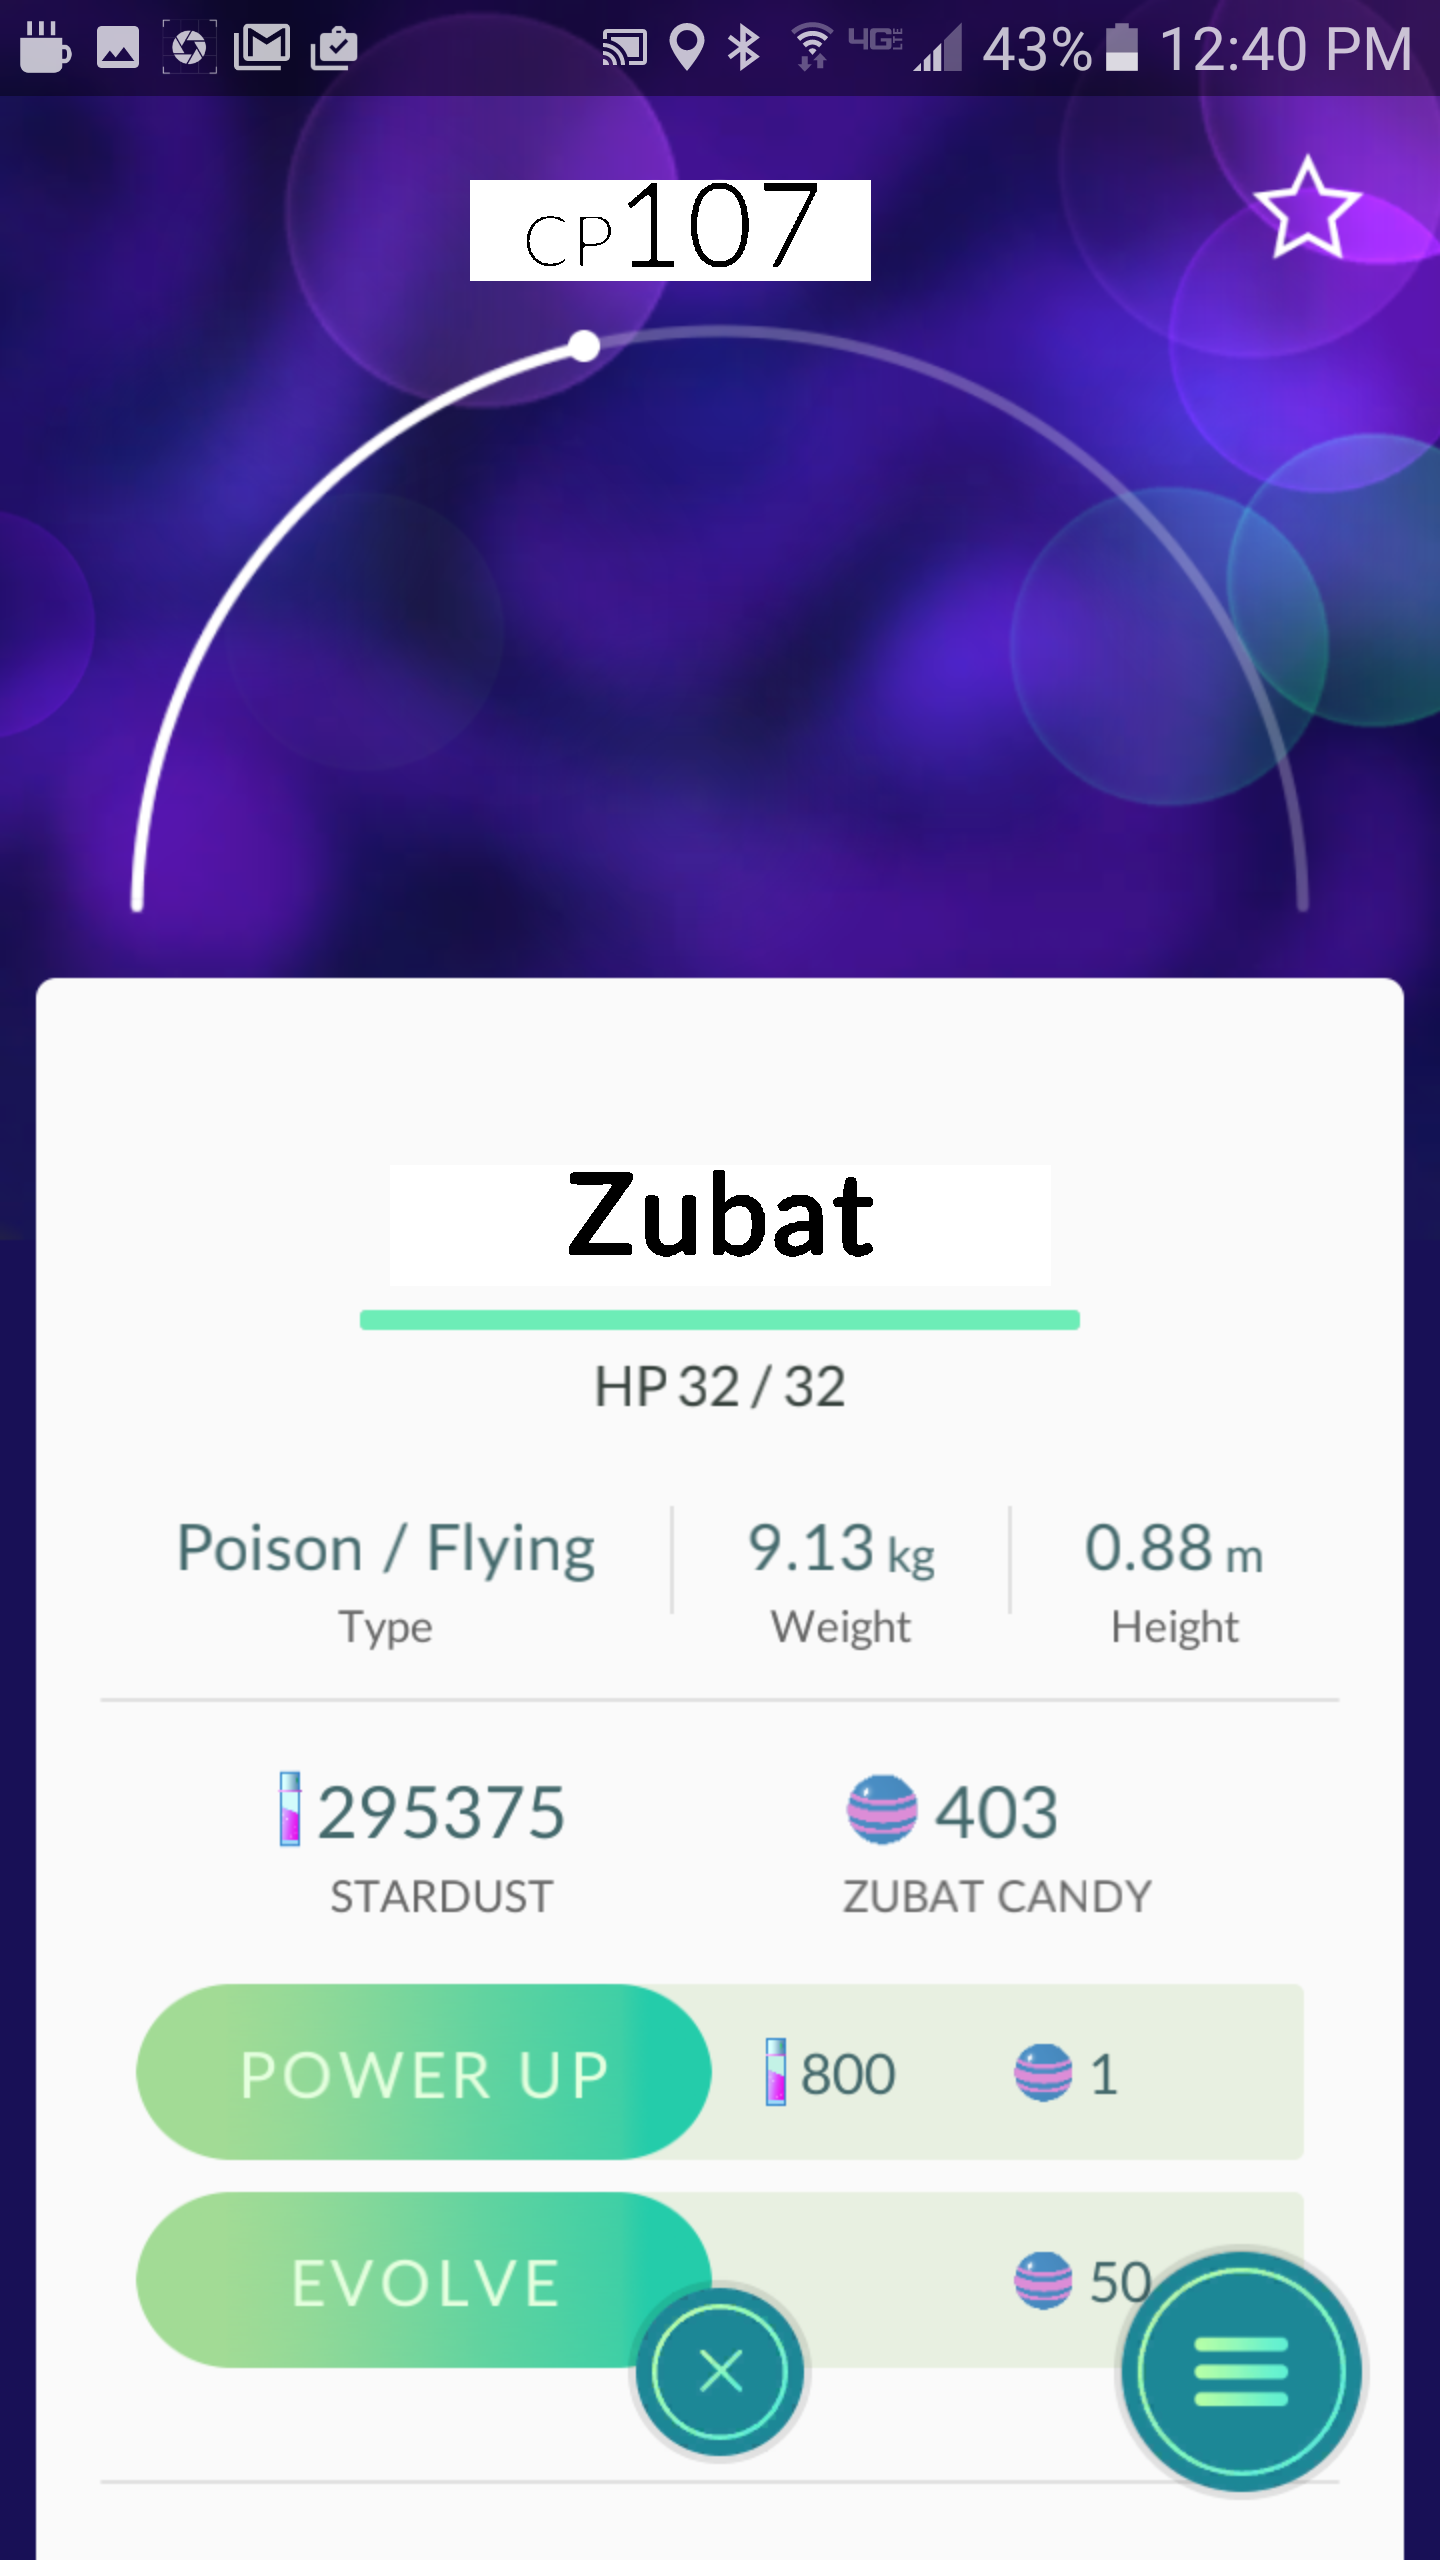 4G LTE 43% 12:40 PM
CP107
Zubat
HP 32 / 32
Poison / Flying 9.13 kg 0.88 m
Type Weight Height
295375 403
STARDUST ZUBAT CANDY
POWER UP 800 1
EVOLVE 50